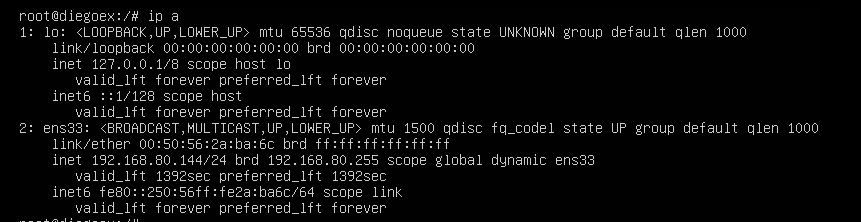 root@diegoex:/# ip a
1: lo: <LOOPBACK,UP,LOWER_UP> mtu 65536 qdisc noqueue state UNKNOWN group default qlen 1000
    link/loopback 00:00:00:00:00:00 brd 00:00:00:00:00:00
    inet 127.0.0.1/8 scope host lo
       valid_lft forever preferred_lft forever
    inet6 ::1/128 scope host
       valid_lft forever preferred_lft forever
2: ens33: <BROADCAST,MULTICAST,UP,LOWER_UP> mtu 1500 qdisc fq_codel state UP group default qlen 1000
    link/ether 00:50:56:2a:ba:6c brd ff:ff:ff:ff:ff:ff
    inet 192.168.80.144/24 brd 192.168.80.255 scope global dynamic ens33
       valid_lft 1392sec preferred_lft 1392sec
    inet6 fe80::250:56ff:fe2a:ba6c/64 scope link
       valid_lft forever preferred_lft forever
root@diegoex:/#